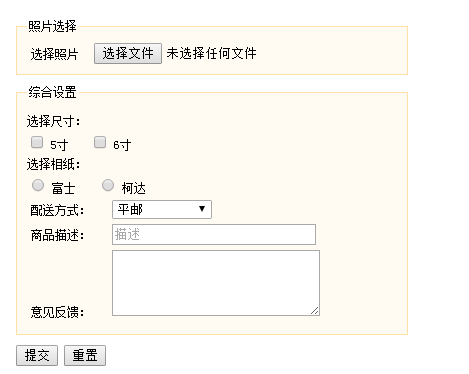 照片选择
选择照片 选择文件 未选择任何文件
综合设置
选择尺寸：
5寸 6寸
选择相纸：
富士 柯达
配送方式： 平邮
商品描述： 描述
意见反馈：
提交 重置